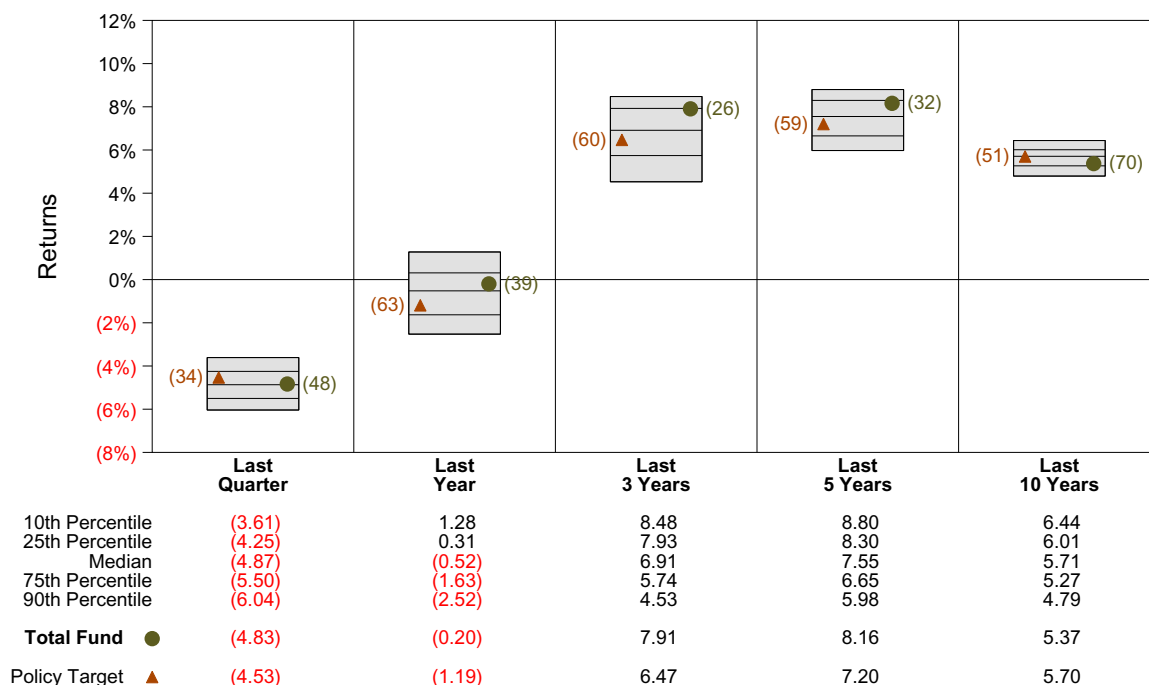 12%
10%
8%
6%
4%
2%
0%
(2%)
(4%)
(6%)
(8%)
Returns
(34)
(48)
(63)
(39)
(60)
(26)
(59)
(32)
(51)
(70)
Last Quarter
Last Year
Last 3 Years
Last 5 Years
Last 10 Years
10th Percentile (3.61) 1.28 8.48 8.80 6.44
25th Percentile (4.25) 0.31 7.93 8.30 6.01
Median (4.87) (0.52) 6.91 7.55 5.71
75th Percentile (5.50) (1.63) 5.74 6.65 5.27
90th Percentile (6.04) (2.52) 4.53 5.98 4.79
Total Fund (4.83) (0.20) 7.91 8.16 5.37
Policy Target (4.53) (1.19) 6.47 7.20 5.70